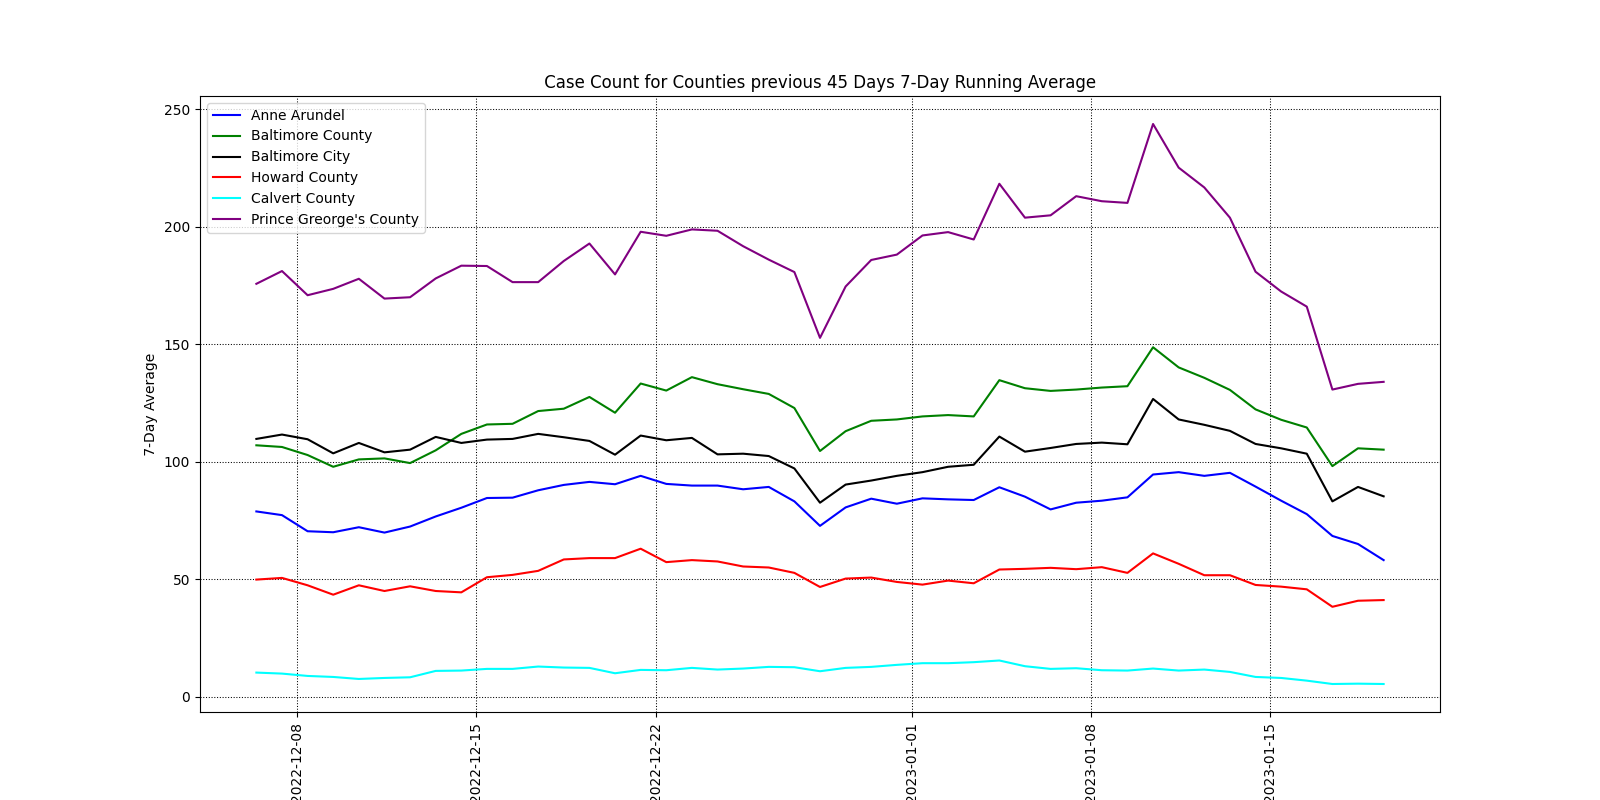 Case Count for Counties previous 45 Days 7-Day Running Average
250
200
150
100
50
0
7-Day Average
Anne Arundel
Baltimore County
Baltimore City
Howard County
Calvert County
Prince Greorge's County
2022-12-08
2022-12-15
2022-12-22
2023-01-01
2023-01-08
2023-01-15